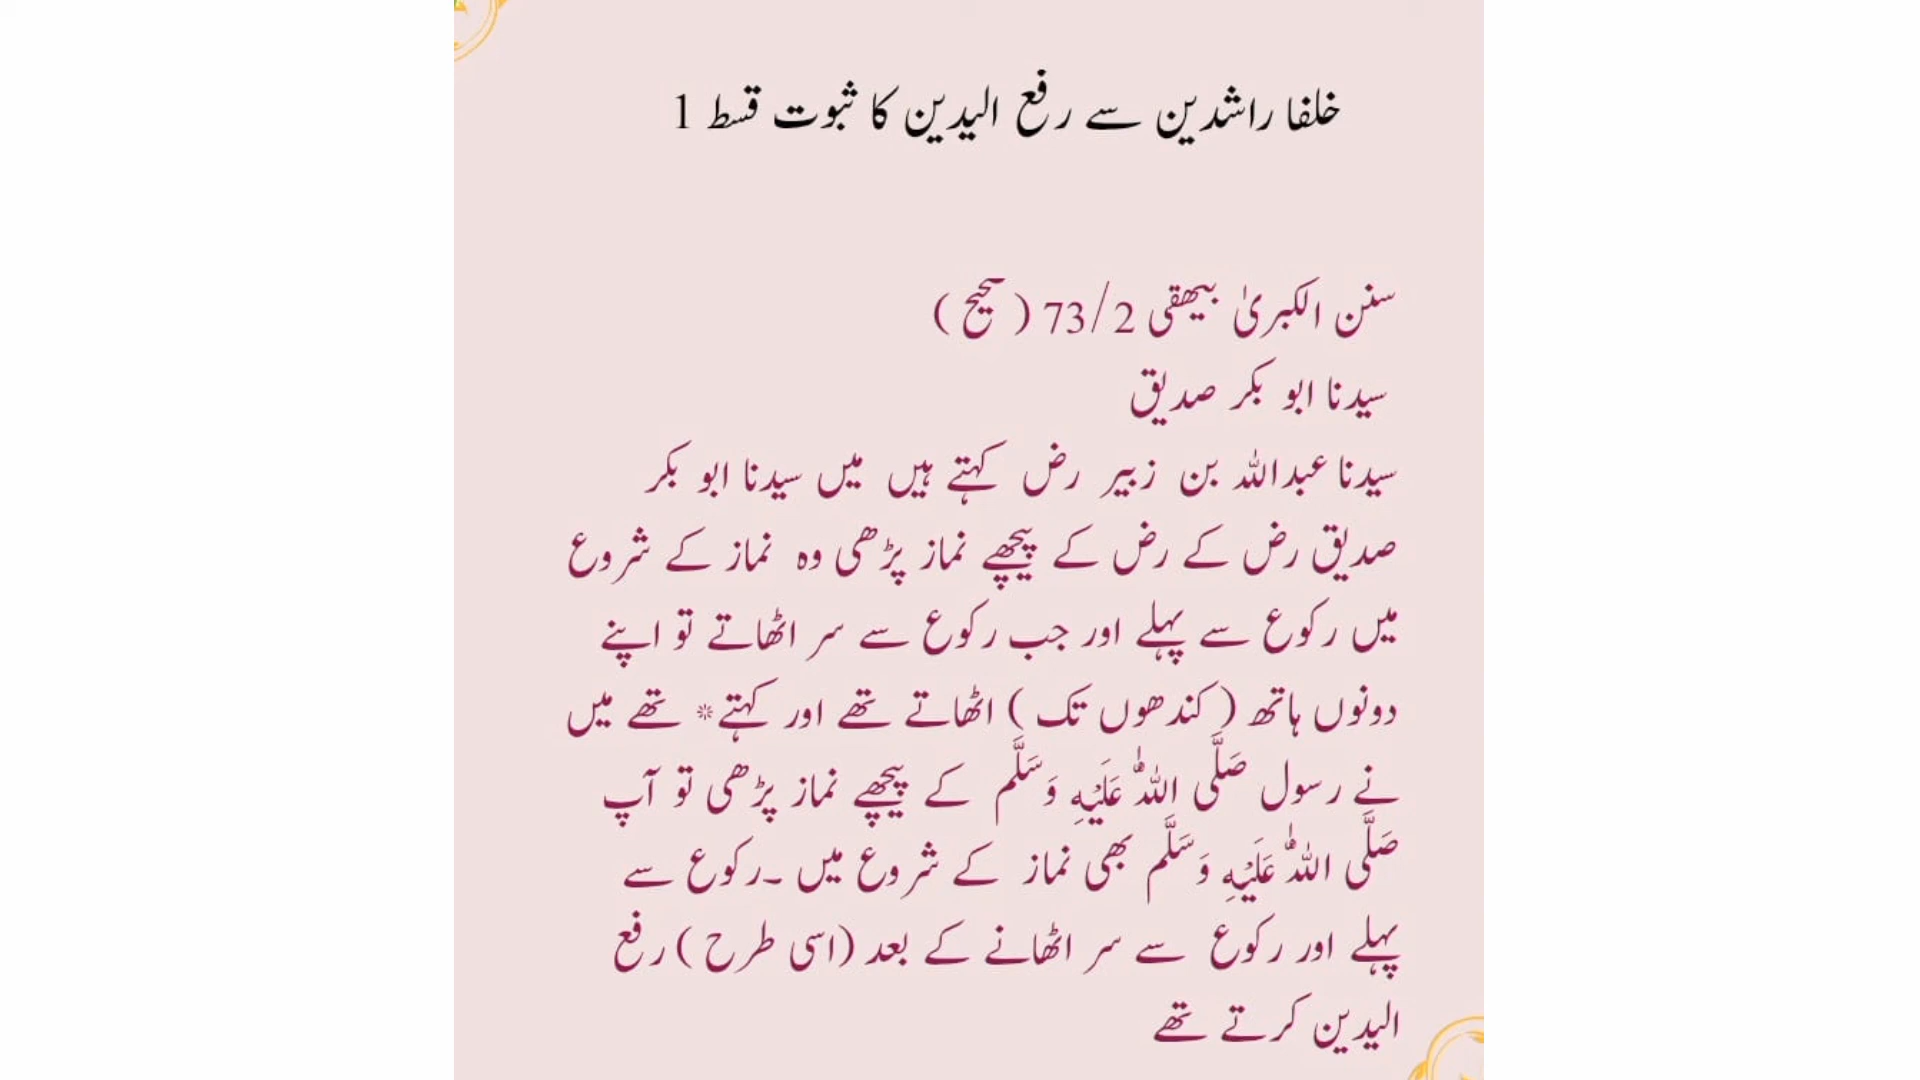 خلفا راشدین سے رفع الیدین کا ثبوت قسط 1
سنن الکبریٰ بیھقی 73/2 ( صحیح )
سیدنا ابو بکر صدیق
سیدنا عبداللہ بن زبیر رض کہتے ہیں میں سیدنا ابو بکر
صدیق رض کے رض کے پیچھے نماز پڑھی وہ نماز کے شروع
میں رکوع سے پہلے اور جب رکوع سے سر اٹھاتے تو اپنے
دونوں ہاتھ ( کندھوں تک ) اٹھاتے تھے اور کہتے* تھے میں
نے رسول صَلَّی اللہُ عَلَیْہِ وَسَلَّم کے پیچھے نماز پڑھی تو آپ
صَلَّی اللہُ عَلَیْہِ وَسَلَّم بھی نماز کے شروع میں ۔رکوع سے
پہلے اور رکوع سے سر اٹھانے کے بعد (اسی طرح ) رفع
الیدین کرتے تھے